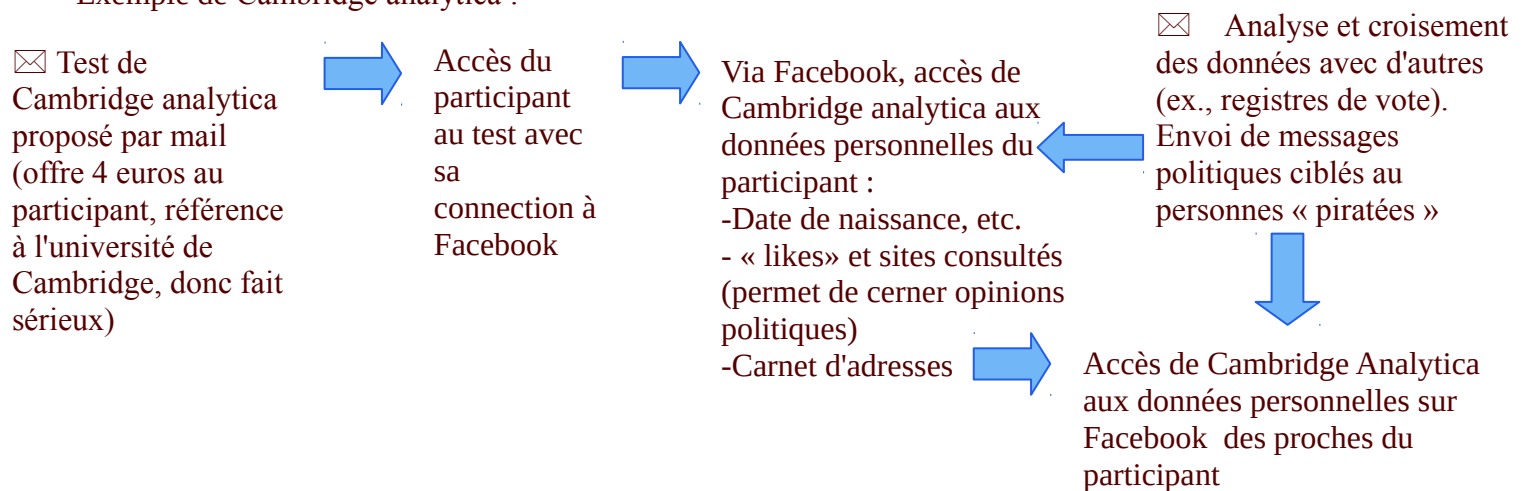 Exemple de Cambridge analytica :
✉ Test de
Cambridge analytica
proposé par mail
(offre 4 euros au
participant, référence
à l'université de
Cambridge, donc fait
sérieux)
Accès du
participant
au test avec
sa
connection à
Facebook
Via Facebook, accès de
Cambridge analytica aux
données personnelles du
participant :
-Date de naissance, etc.
- « likes» et sites consultés
(permet de cerner opinions
politiques)
-Carnet d'adresses
✉ Analyse et croisement
des données avec d'autres
(ex., registres de vote).
Envoi de messages
politiques ciblés au
personnes « piratées »
Accès de Cambridge Analytica
aux données personnelles sur
Facebook des proches du
participant